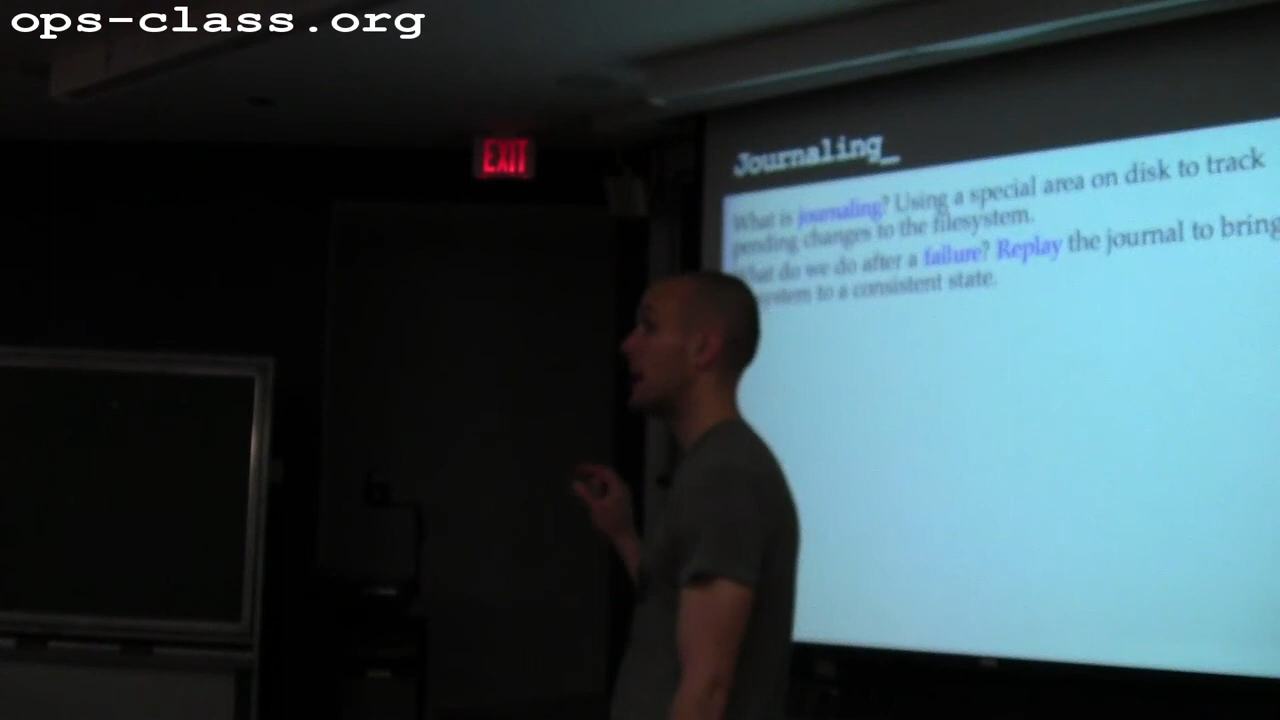 ops-class.org
EXIT
Journaling_
What is journaling? Using a special area on disk to track
pending changes to the filesystem.
What do we do after a failure? Replay the journal to bring
to a consistent state.